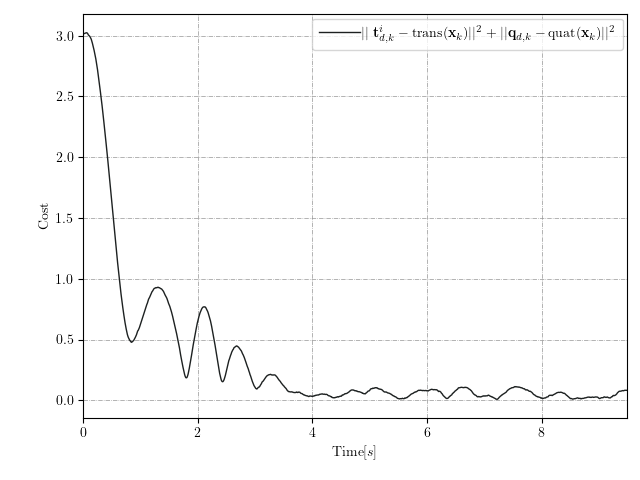 || t^i_{d,k} − trans(x_k)||^2 + ||q_{d,k} − quat(x_k)||^2
3.0
2.5
2.0
1.5
1.0
0.5
0.0
Cost
0 2 4 6 8
Time[s]